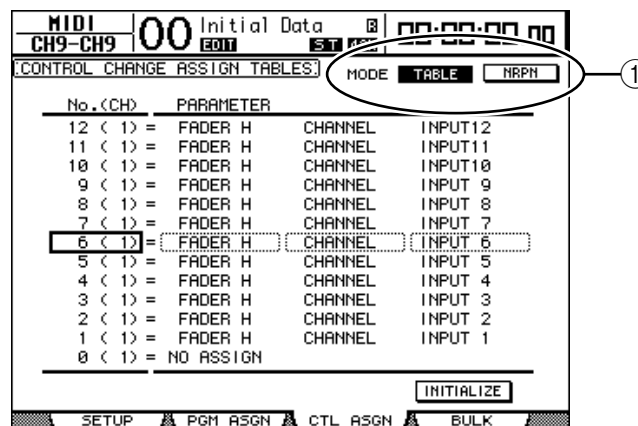 MIDI
CH9-CH9
00 Initial Data
EDIT ST
00:00:00 00
CONTROL CHANGE ASSIGN TABLES
MODE TABLE NRPN
1
No.(CH) PARAMETER
12 ( 1) = FADER H CHANNEL INPUT12
11 ( 1) = FADER H CHANNEL INPUT11
10 ( 1) = FADER H CHANNEL INPUT10
9 ( 1) = FADER H CHANNEL INPUT 9
8 ( 1) = FADER H CHANNEL INPUT 8
7 ( 1) = FADER H CHANNEL INPUT 7
6 ( 1) = FADER H CHANNEL INPUT 6
5 ( 1) = FADER H CHANNEL INPUT 5
4 ( 1) = FADER H CHANNEL INPUT 4
3 ( 1) = FADER H CHANNEL INPUT 3
2 ( 1) = FADER H CHANNEL INPUT 2
1 ( 1) = FADER H CHANNEL INPUT 1
0 ( 1) = NO ASSIGN
INITIALIZE
SETUP PGM ASGN CTL ASGN BULK